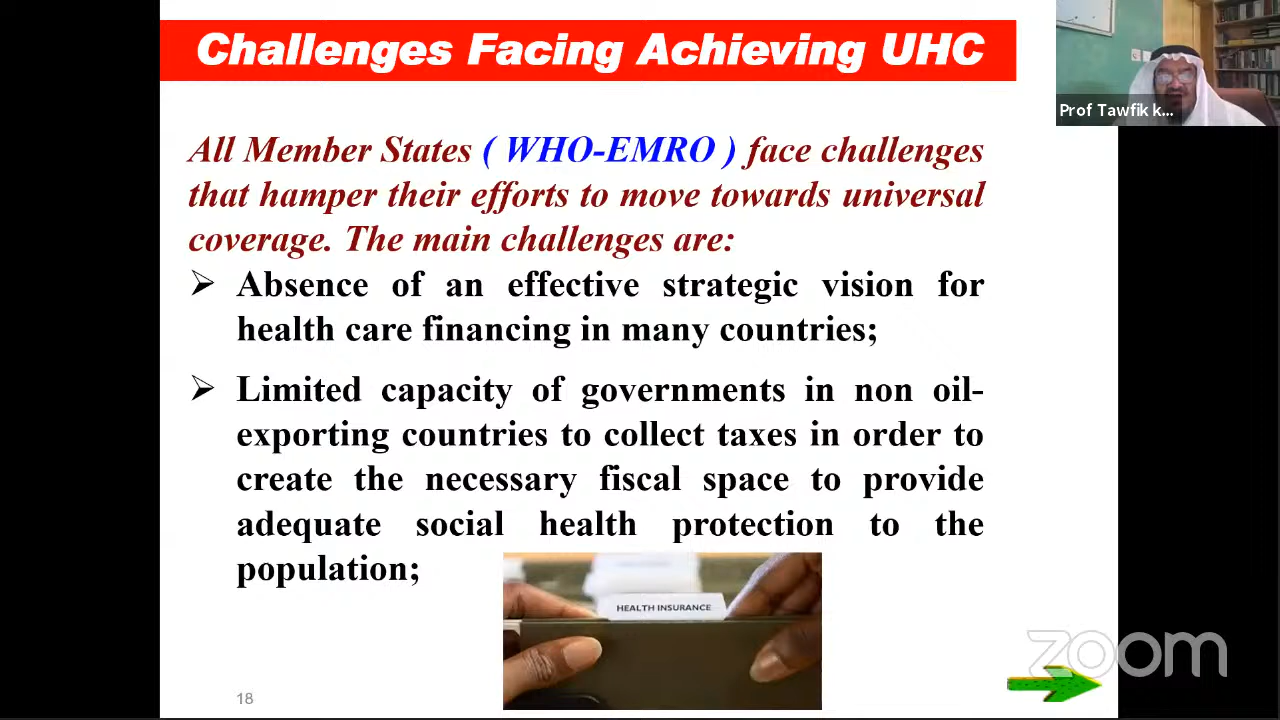 Challenges Facing Achieving UHC
Prof Tawfik k...
All Member States ( WHO-EMRO ) face challenges
that hamper their efforts to move towards universal
coverage. The main challenges are:
➢ Absence of an effective strategic vision for
health care financing in many countries;
➢ Limited capacity of governments in non oil-
exporting countries to collect taxes in order to
create the necessary fiscal space to provide
adequate social health protection to the
population;
HEALTH INSURANCE
zoom
18